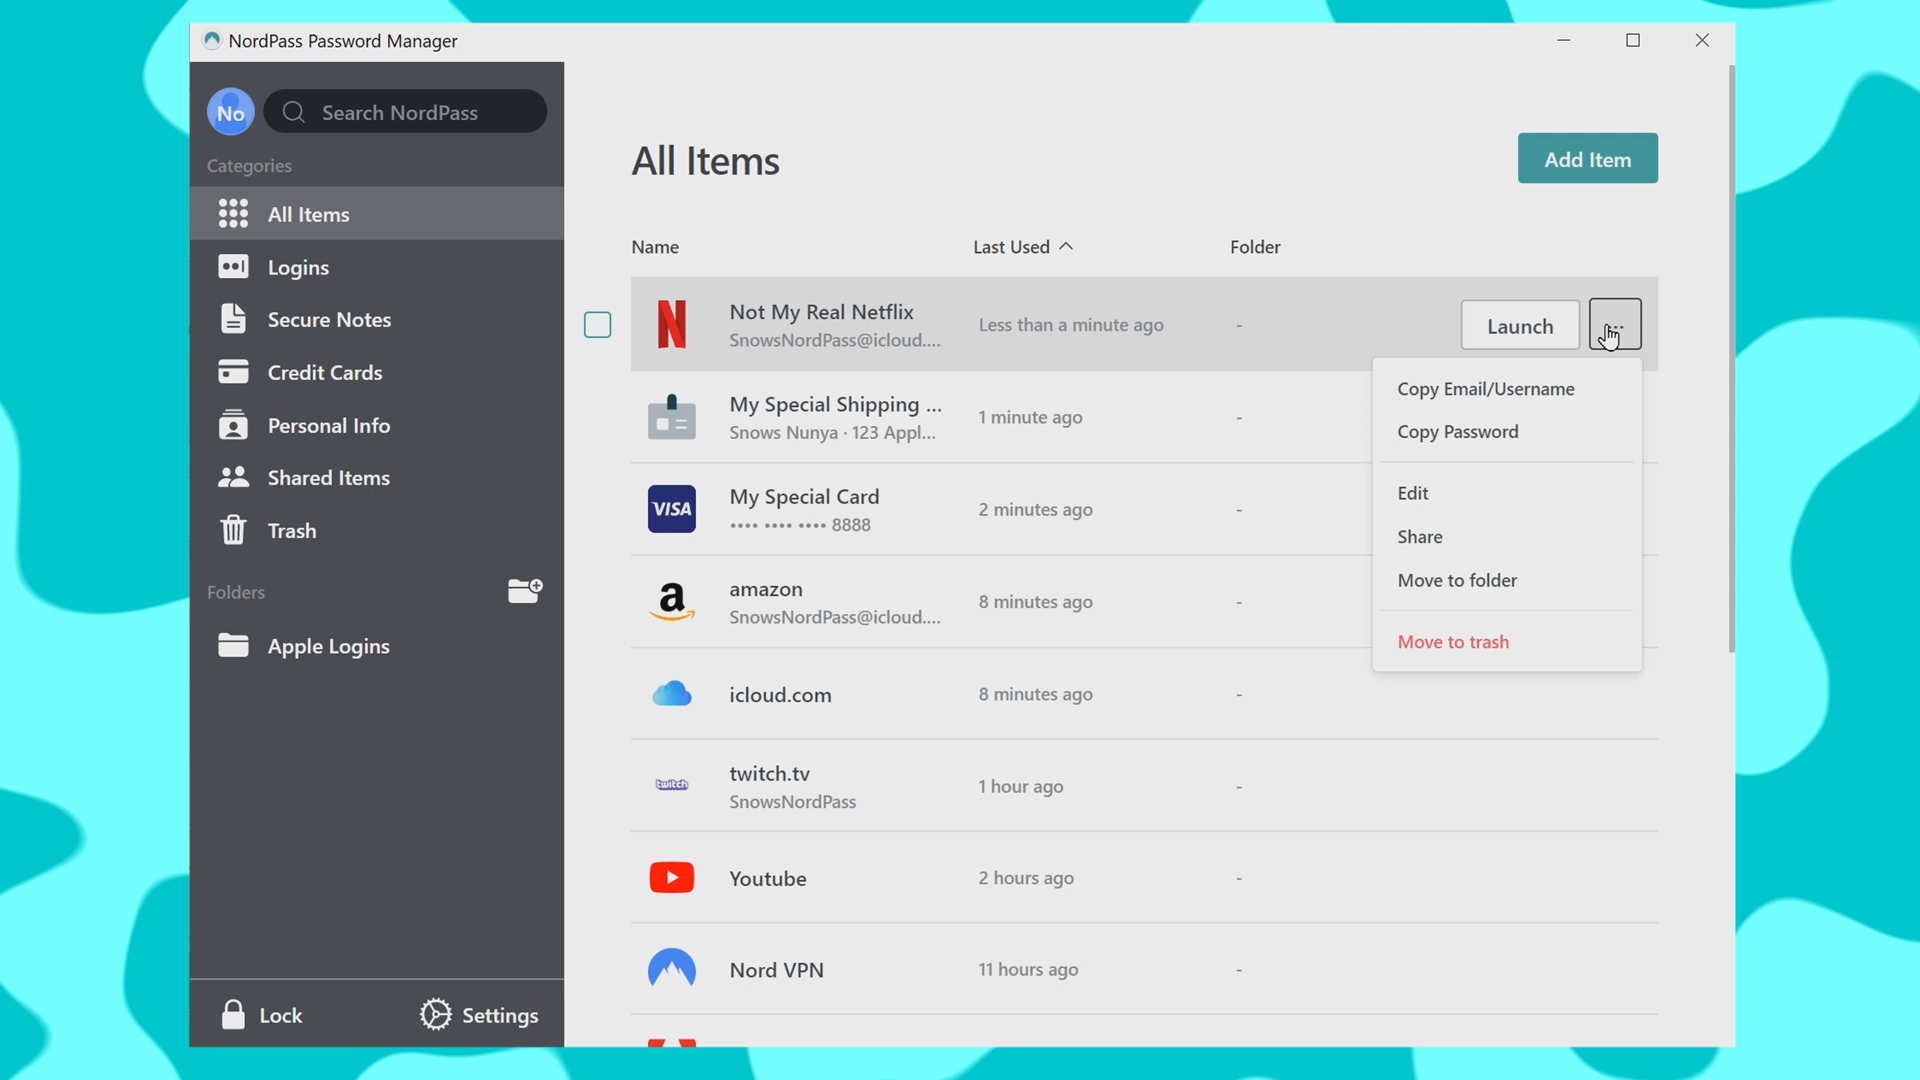 NordPass Password Manager
No
Search NordPass
Categories
All Items
Logins
Secure Notes
Credit Cards
Personal Info
Shared Items
Trash
Folders
Apple Logins
Lock
Settings
All Items
Add Item
Name
Last Used
Folder
Not My Real Netflix
SnowsNordPass@icloud....
Less than a minute ago
-
Launch
...
My Special Shipping ...
Snows Nunya · 123 Appl...
1 minute ago
-
VISA
My Special Card
•••• •••• •••• 8888
2 minutes ago
-
a
amazon
SnowsNordPass@icloud....
8 minutes ago
-
icloud.com
8 minutes ago
-
twitch
twitch.tv
SnowsNordPass
1 hour ago
-
Youtube
2 hours ago
-
Nord VPN
11 hours ago
-
Copy Email/Username
Copy Password
Edit
Share
Move to folder
Move to trash